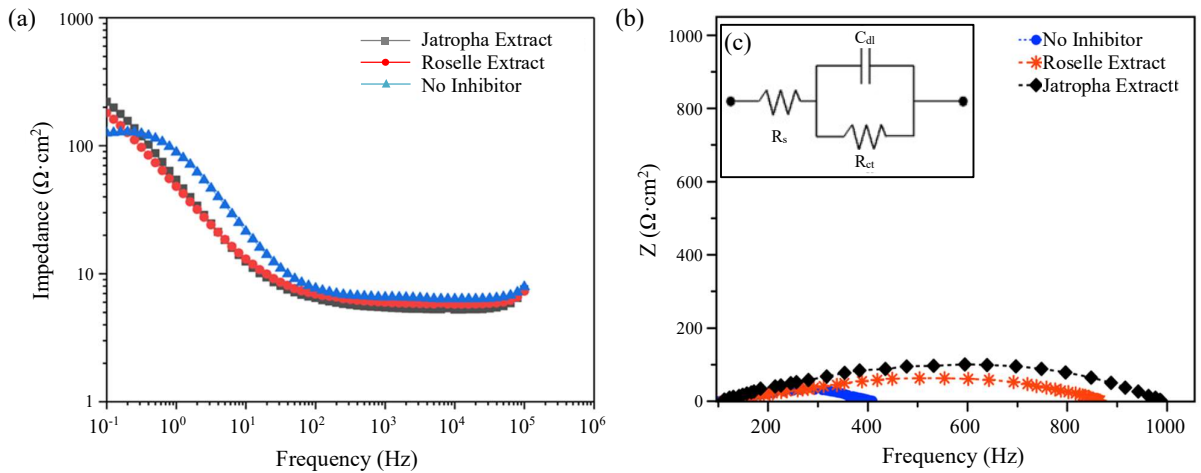 (a)
1000
100
10
1
Impedance (Ω·cm²)
Jatropha Extract
Roselle Extract
No Inhibitor
10⁻¹ 10⁰ 10¹ 10² 10³ 10⁴ 10⁵ 10⁶
Frequency (Hz)
(b)
1000
800
600
400
200
0
Z (Ω·cm²)
(c)
C_dl
R_s
R_ct
No Inhibitor
Roselle Extract
Jatropha Extractt
200 400 600 800 1000
Frequency (Hz)